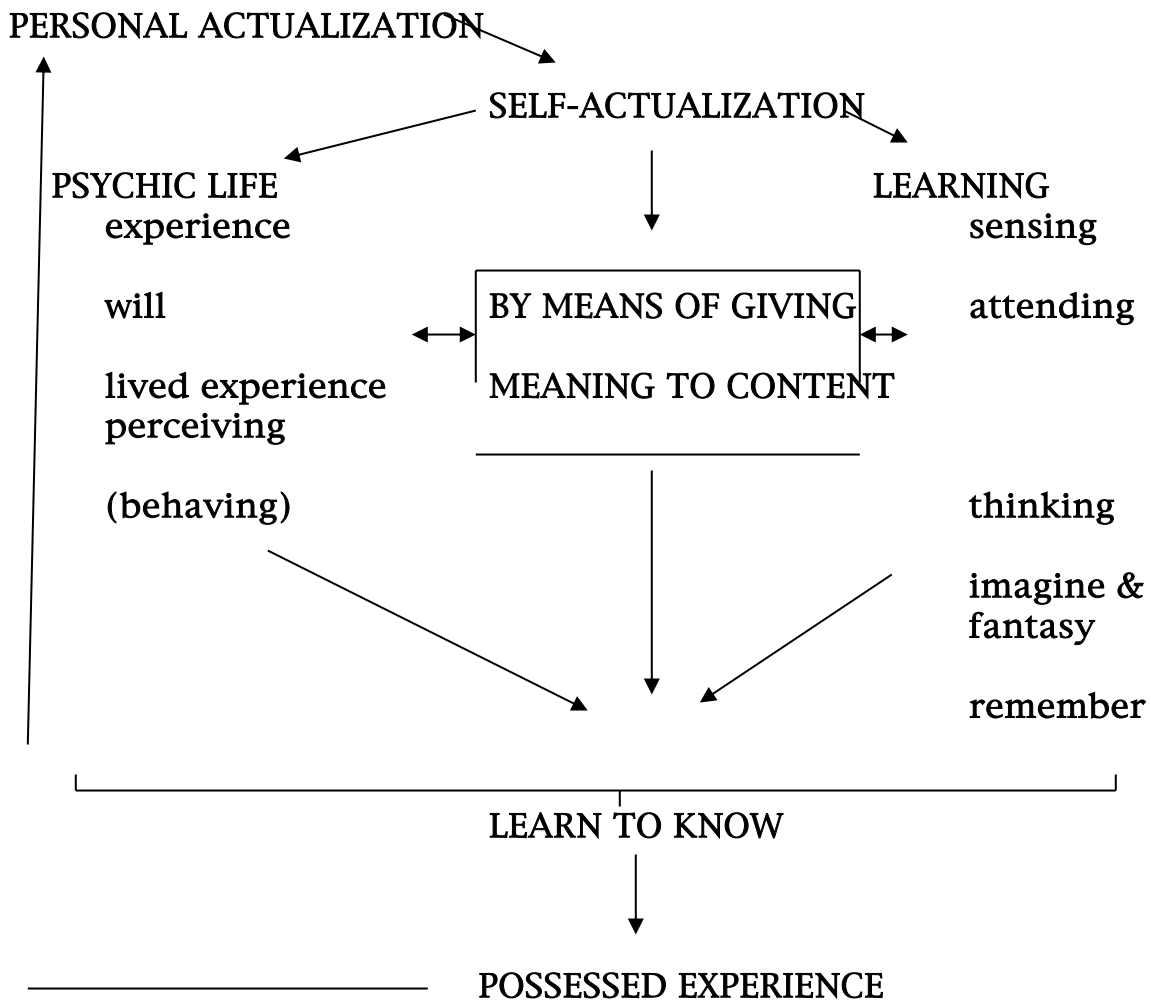 PERSONAL ACTUALIZATION
SELF-ACTUALIZATION
PSYCHIC LIFE
experience
will
lived experience
perceiving
(behaving)
BY MEANS OF GIVING
MEANING TO CONTENT
LEARNING
sensing
attending
thinking
imagine &
fantasy
remember
LEARN TO KNOW
POSSESSED EXPERIENCE